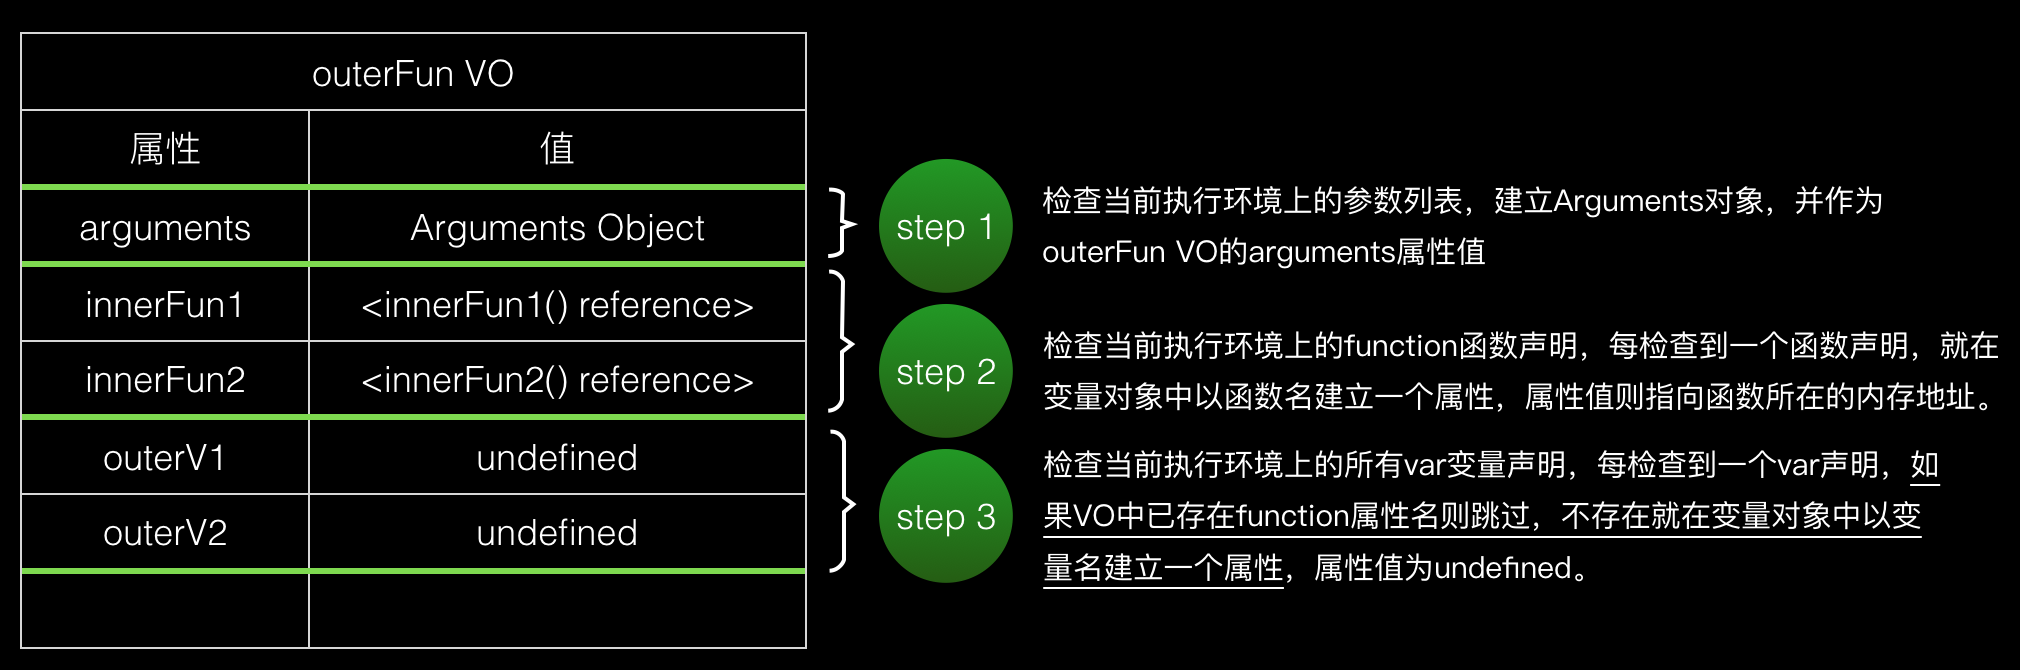 outerFun VO
属性 值
arguments Arguments Object
innerFun1 <innerFun1() reference>
innerFun2 <innerFun2() reference>
outerV1 undefined
outerV2 undefined
step 1
检查当前执行环境上的参数列表，建立Arguments对象，并作为
outerFun VO的arguments属性值
step 2
检查当前执行环境上的function函数声明，每检查到一个函数声明，就在
变量对象中以函数名建立一个属性，属性值则指向函数所在的内存地址。
step 3
检查当前执行环境上的所有var变量声明，每检查到一个var声明，如
果VO中已存在function属性名则跳过，不存在就在变量对象中以变
量名建立一个属性，属性值为undefined。